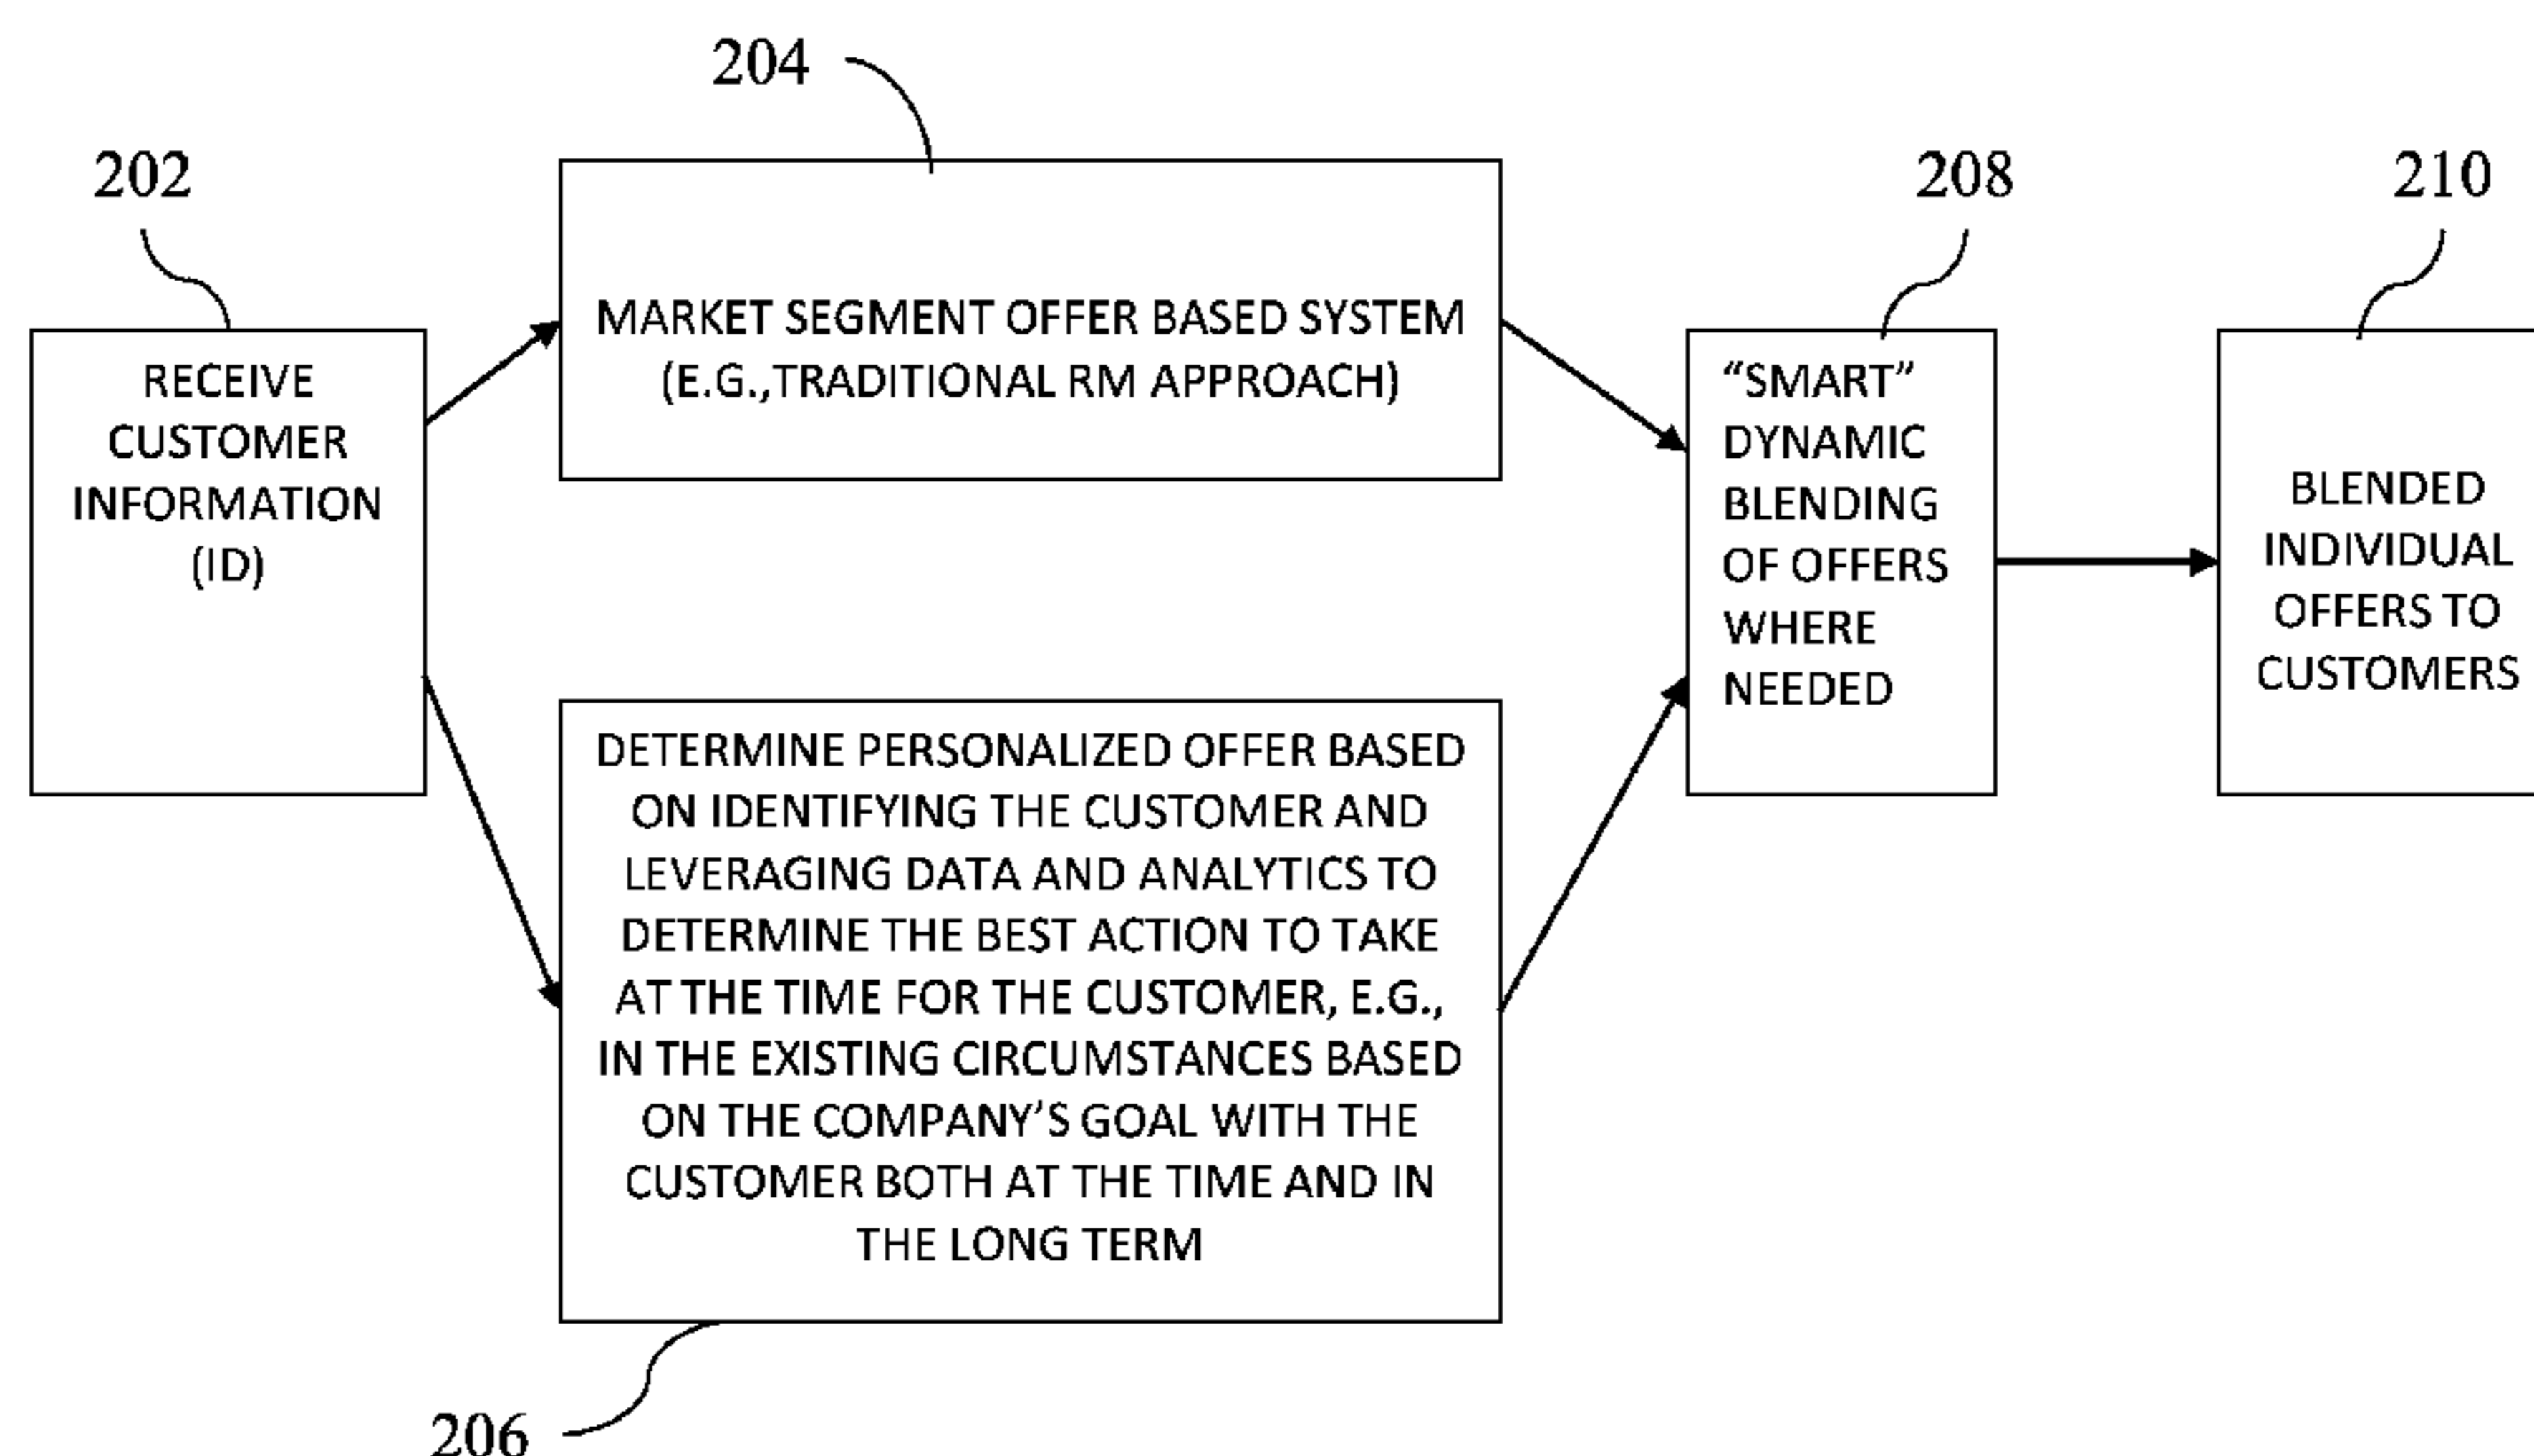 204
202
208
210
RECEIVE
CUSTOMER
INFORMATION
(ID)
MARKET SEGMENT OFFER BASED SYSTEM
(E.G.,TRADITIONAL RM APPROACH)
DETERMINE PERSONALIZED OFFER BASED
ON IDENTIFYING THE CUSTOMER AND
LEVERAGING DATA AND ANALYTICS TO
DETERMINE THE BEST ACTION TO TAKE
AT THE TIME FOR THE CUSTOMER, E.G.,
IN THE EXISTING CIRCUMSTANCES BASED
ON THE COMPANY’S GOAL WITH THE
CUSTOMER BOTH AT THE TIME AND IN
THE LONG TERM
206
“SMART”
DYNAMIC
BLENDING
OF OFFERS
WHERE
NEEDED
BLENDED
INDIVIDUAL
OFFERS TO
CUSTOMERS